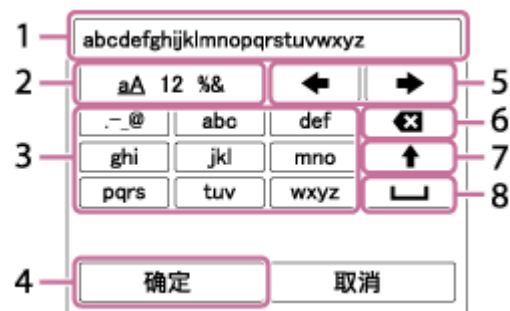 1 abcdefghijklmnopqrstuvwxyz
2 aA 12 %& 5
.-_@ abc def 6
3 ghi jkl mno 7
pqrs tuv wxyz 8
4 确定 取消